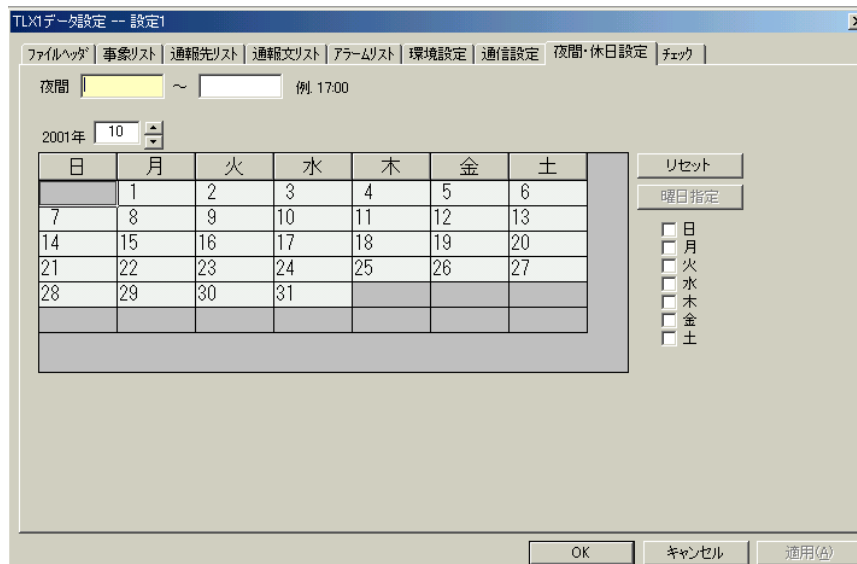 TLX1データ設定 -- 設定1
ファイルヘッダ 事象リスト 通報先リスト 通報文リスト アラームリスト 環境設定 通信設定 夜間・休日設定 チェック
夜間 ～ 例. 17:00
2001年 10
日 月 火 水 木 金 土
1 2 3 4 5 6
7 8 9 10 11 12 13
14 15 16 17 18 19 20
21 22 23 24 25 26 27
28 29 30 31
リセット
曜日指定
日
月
火
水
木
金
土
OK キャンセル 適用(A)